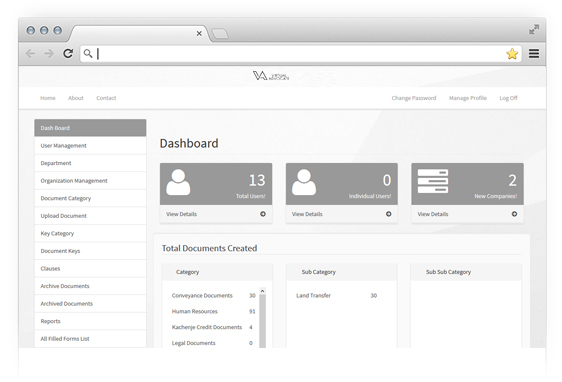 VA VIRTUAL ADVOCATE
Home About Contact Change Password Manage Profile Log Off
Dash Board
User Management
Department
Organization Management
Document Category
Upload Document
Key Category
Document Keys
Clauses
Archive Documents
Archived Documents
Reports
All Filled Forms List
Dashboard
13
Total Users!
View Details
0
Individual Users!
View Details
2
New Companies!
View Details
Total Documents Created
Category
Conveyance Documents 30
Human Resources 91
Kachenje Credit Documents 4
Legal Documents 0
Sub Category
Land Transfer 30
Sub Sub Category